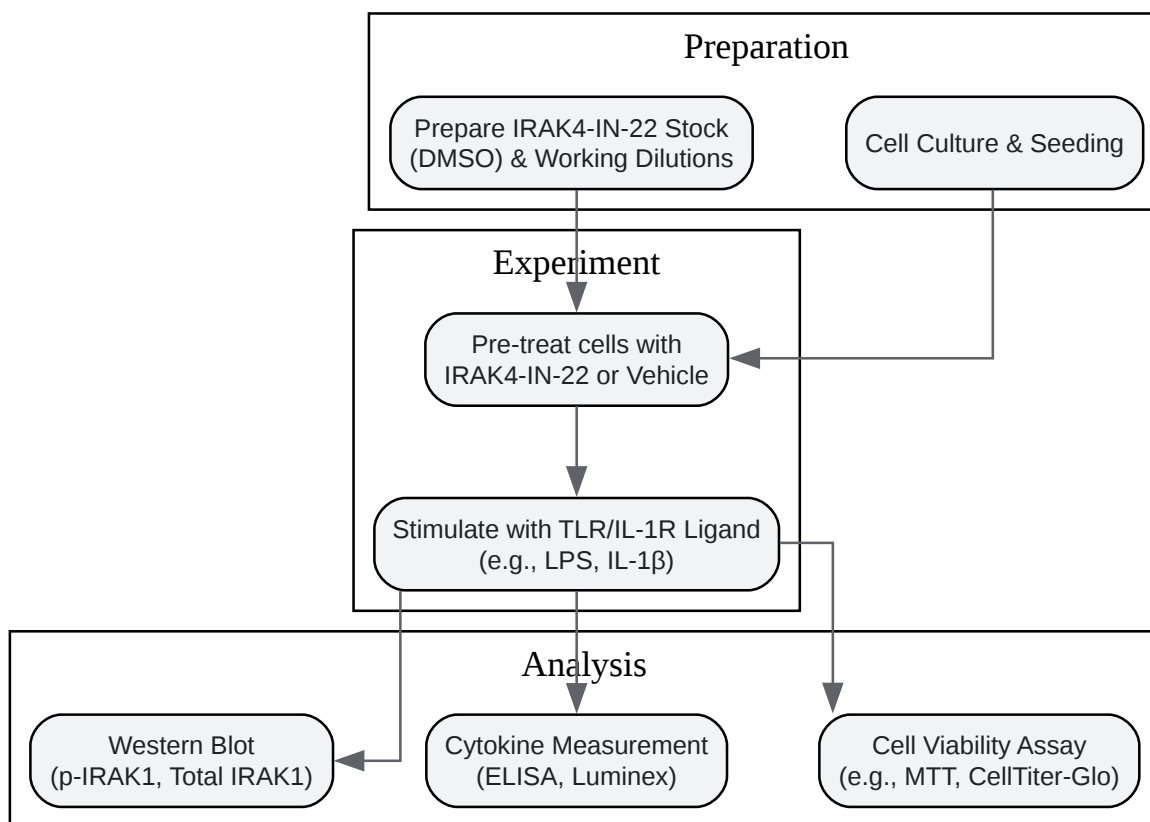 Preparation
Prepare IRAK4-IN-22 Stock
(DMSO) & Working Dilutions
Cell Culture & Seeding
Experiment
Pre-treat cells with
IRAK4-IN-22 or Vehicle
Stimulate with TLR/IL-1R Ligand
(e.g., LPS, IL-1β)
Analysis
Western Blot
(p-IRAK1, Total IRAK1)
Cytokine Measurement
(ELISA, Luminex)
Cell Viability Assay
(e.g., MTT, CellTiter-Glo)